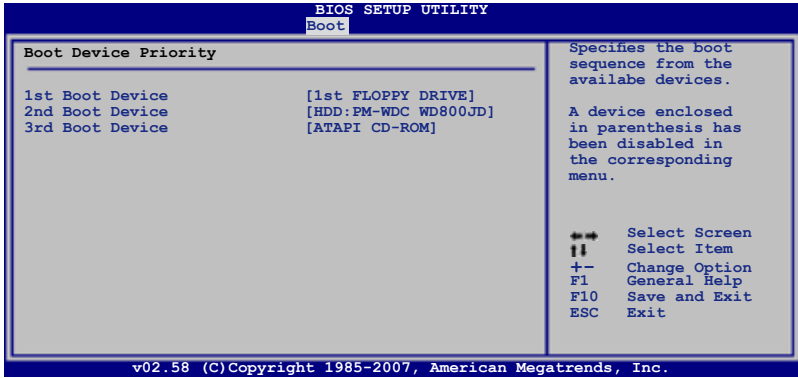 BIOS SETUP UTILITY
Boot
Boot Device Priority
1st Boot Device [1st FLOPPY DRIVE]
2nd Boot Device [HDD:PM-WDC WD800JD]
3rd Boot Device [ATAPI CD-ROM]
Specifies the boot
sequence from the
availabe devices.
A device enclosed
in parenthesis has
been disabled in
the corresponding
menu.
←→ Select Screen
↑↓ Select Item
+- Change Option
F1 General Help
F10 Save and Exit
ESC Exit
v02.58 (C)Copyright 1985-2007, American Megatrends, Inc.